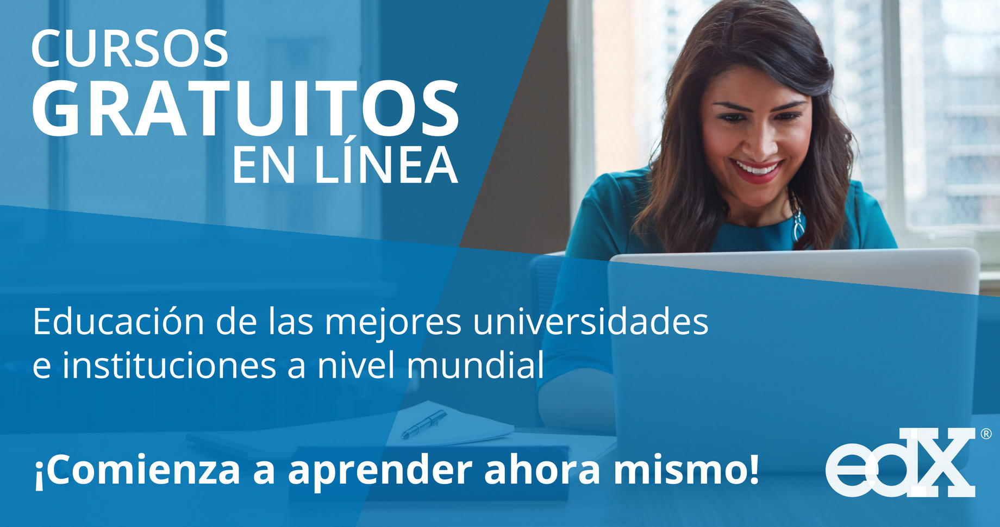 CURSOS
GRATUITOS
EN LÍNEA
Educación de las mejores universidades
e instituciones a nivel mundial
¡Comienza a aprender ahora mismo!
edX®